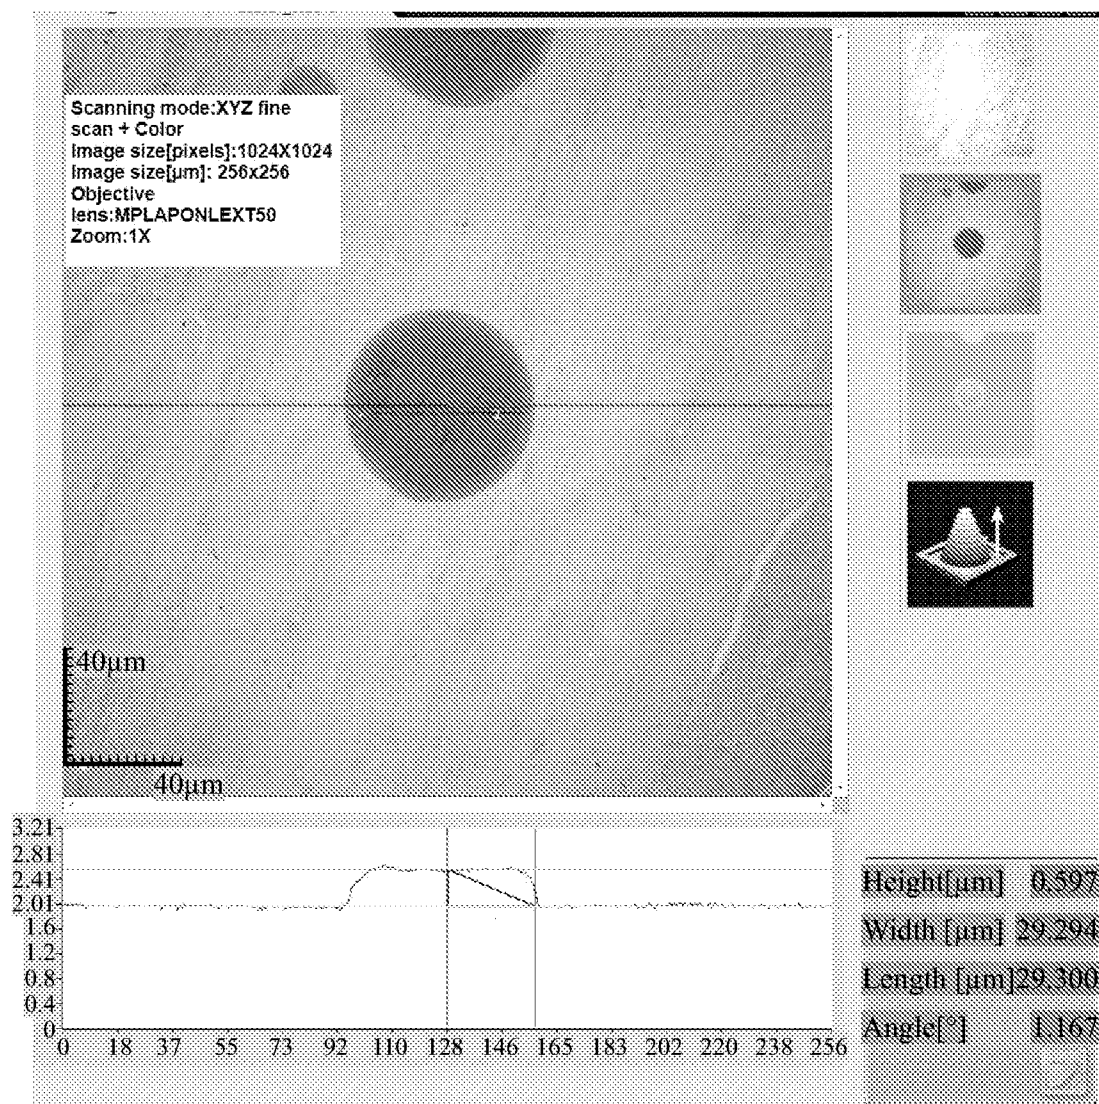 Scanning mode:XYZ fine
scan + Color
Image size[pixels]:1024X1024
Image size[µm]: 256x256
Objective
lens:MPLAPONLEXT50
Zoom:1X
40µm
40µm
3.21
2.81
2.41
2.01
1.6
1.2
0.8
0.4
0
0 18 37 55 73 92 110 128 146 165 183 202 220 238 256
Height[µm] 0.597
Width [µm] 29.294
Length [µm]29.300
Angle[°] 1.167